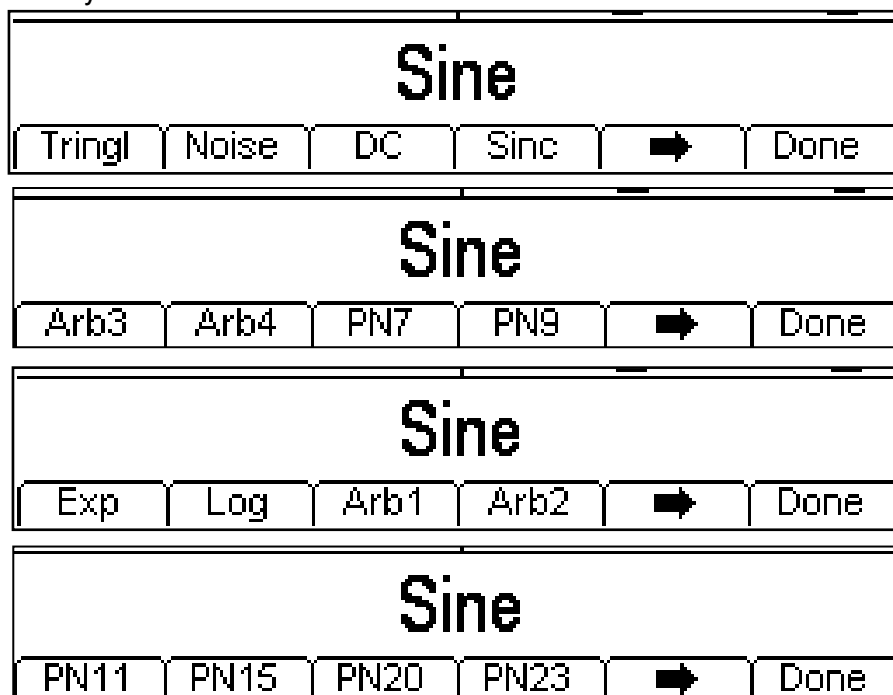 Sine
Tringl Noise DC Sinc ➡ Done
Sine
Arb3 Arb4 PN7 PN9 ➡ Done
Sine
Exp Log Arb1 Arb2 ➡ Done
Sine
PN11 PN15 PN20 PN23 ➡ Done